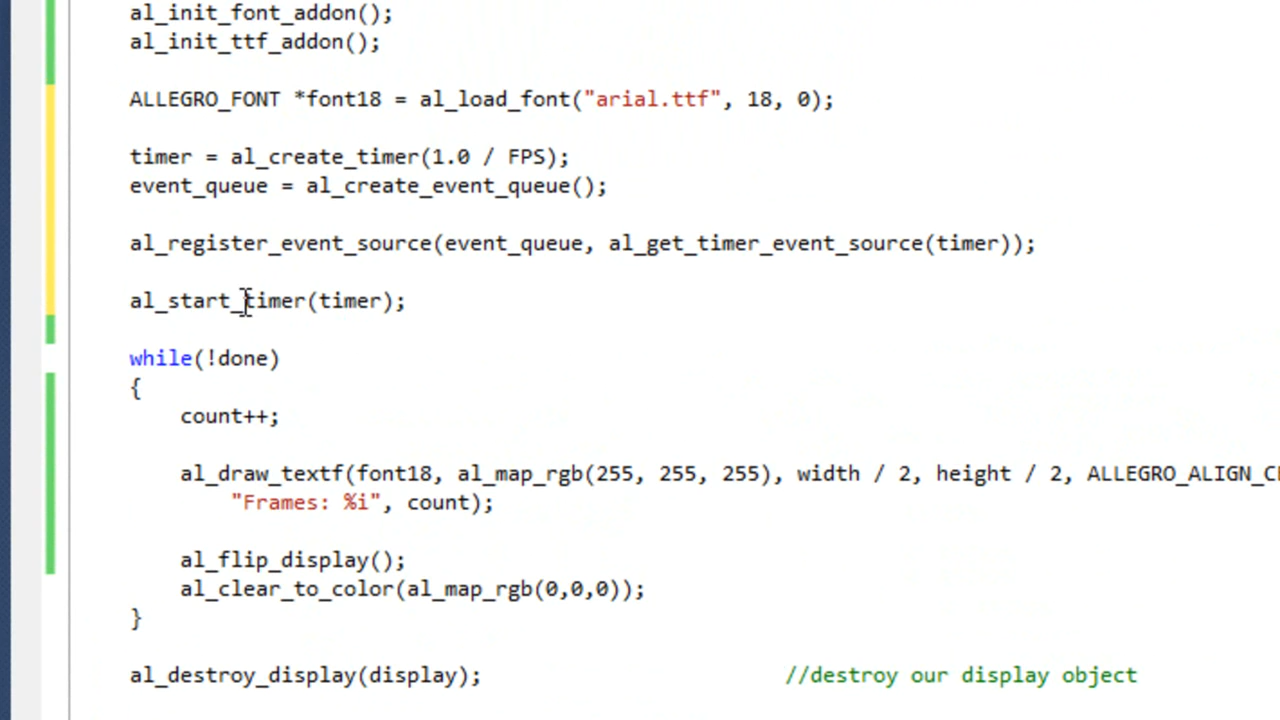 al_init_font_addon();
al_init_ttf_addon();
ALLEGRO_FONT *font18 = al_load_font("arial.ttf", 18, 0);
timer = al_create_timer(1.0 / FPS);
event_queue = al_create_event_queue();
al_register_event_source(event_queue, al_get_timer_event_source(timer));
al_start_timer(timer);
while(!done)
{
count++;
al_draw_textf(font18, al_map_rgb(255, 255, 255), width / 2, height / 2, ALLEGRO_ALIGN_CE
"Frames: %i", count);
al_flip_display();
al_clear_to_color(al_map_rgb(0,0,0));
}
al_destroy_display(display); //destroy our display object